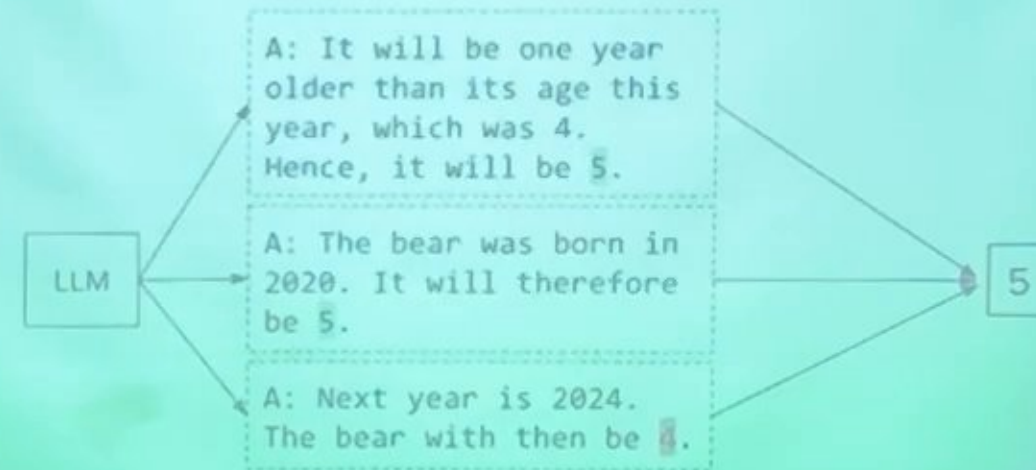 A: It will be one year
older than its age this
year, which was 4.
Hence, it will be 5.
LLM
A: The bear was born in
2020. It will therefore
be 5.
5
A: Next year is 2024.
The bear with then be 4.